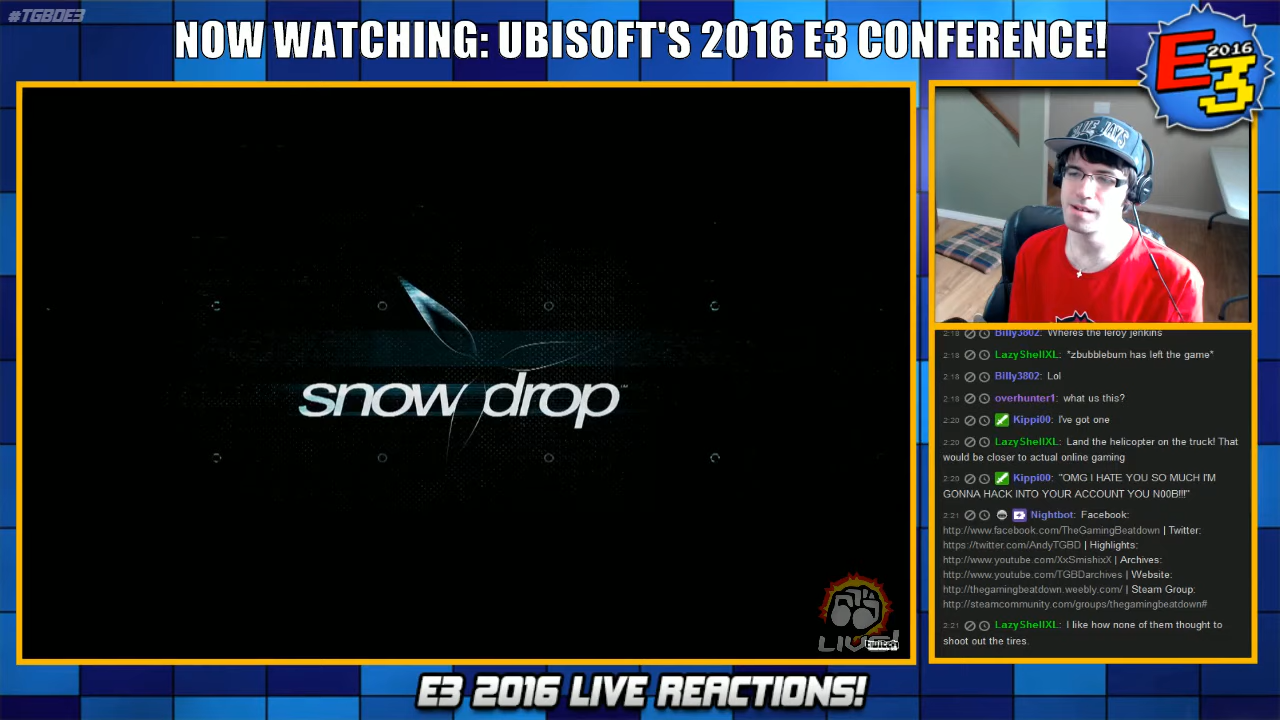 #TGBDE3
NOW WATCHING: UBISOFT'S 2016 E3 CONFERENCE!
E3 2016
BLUE JAYS
snowdrop™
2:18 Billy3802: Wheres the leroy jenkins
2:18 LazyShellXL: *zbubblebum has left the game*
2:18 Billy3802: Lol
2:18 overhunter1: what us this?
2:20 Kippi00: I've got one
2:20 LazyShellXL: Land the helicopter on the truck! That
would be closer to actual online gaming
2:20 Kippi00: "OMG I HATE YOU SO MUCH I'M
GONNA HACK INTO YOUR ACCOUNT YOU N00B!!!"
2:21 Nightbot: Facebook:
http://www.facebook.com/TheGamingBeatdown | Twitter:
https://twitter.com/AndyTGBD | Highlights:
http://www.youtube.com/XxSmishixX | Archives:
http://www.youtube.com/TGBDarchives | Website:
http://thegamingbeatdown.weebly.com/ | Steam Group:
http://steamcommunity.com/groups/thegamingbeatdown#
2:21 LazyShellXL: I like how none of them thought to
shoot out the tires.
LIVE!
twitch
E3 2016 LIVE REACTIONS!